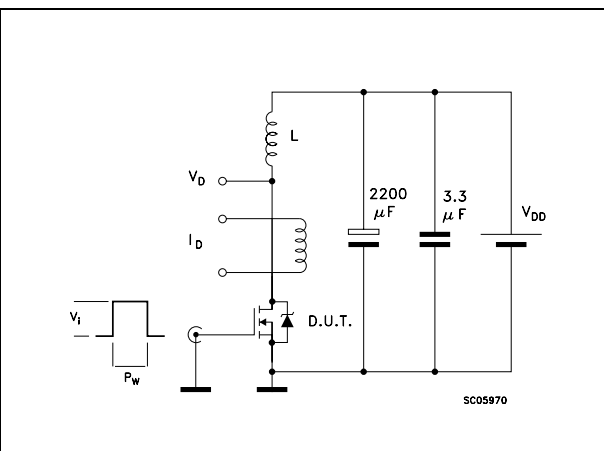 L
V_D
2200
μF
3.3
μF
V_DD
I_D
V_i
D.U.T.
P_W
SC05970